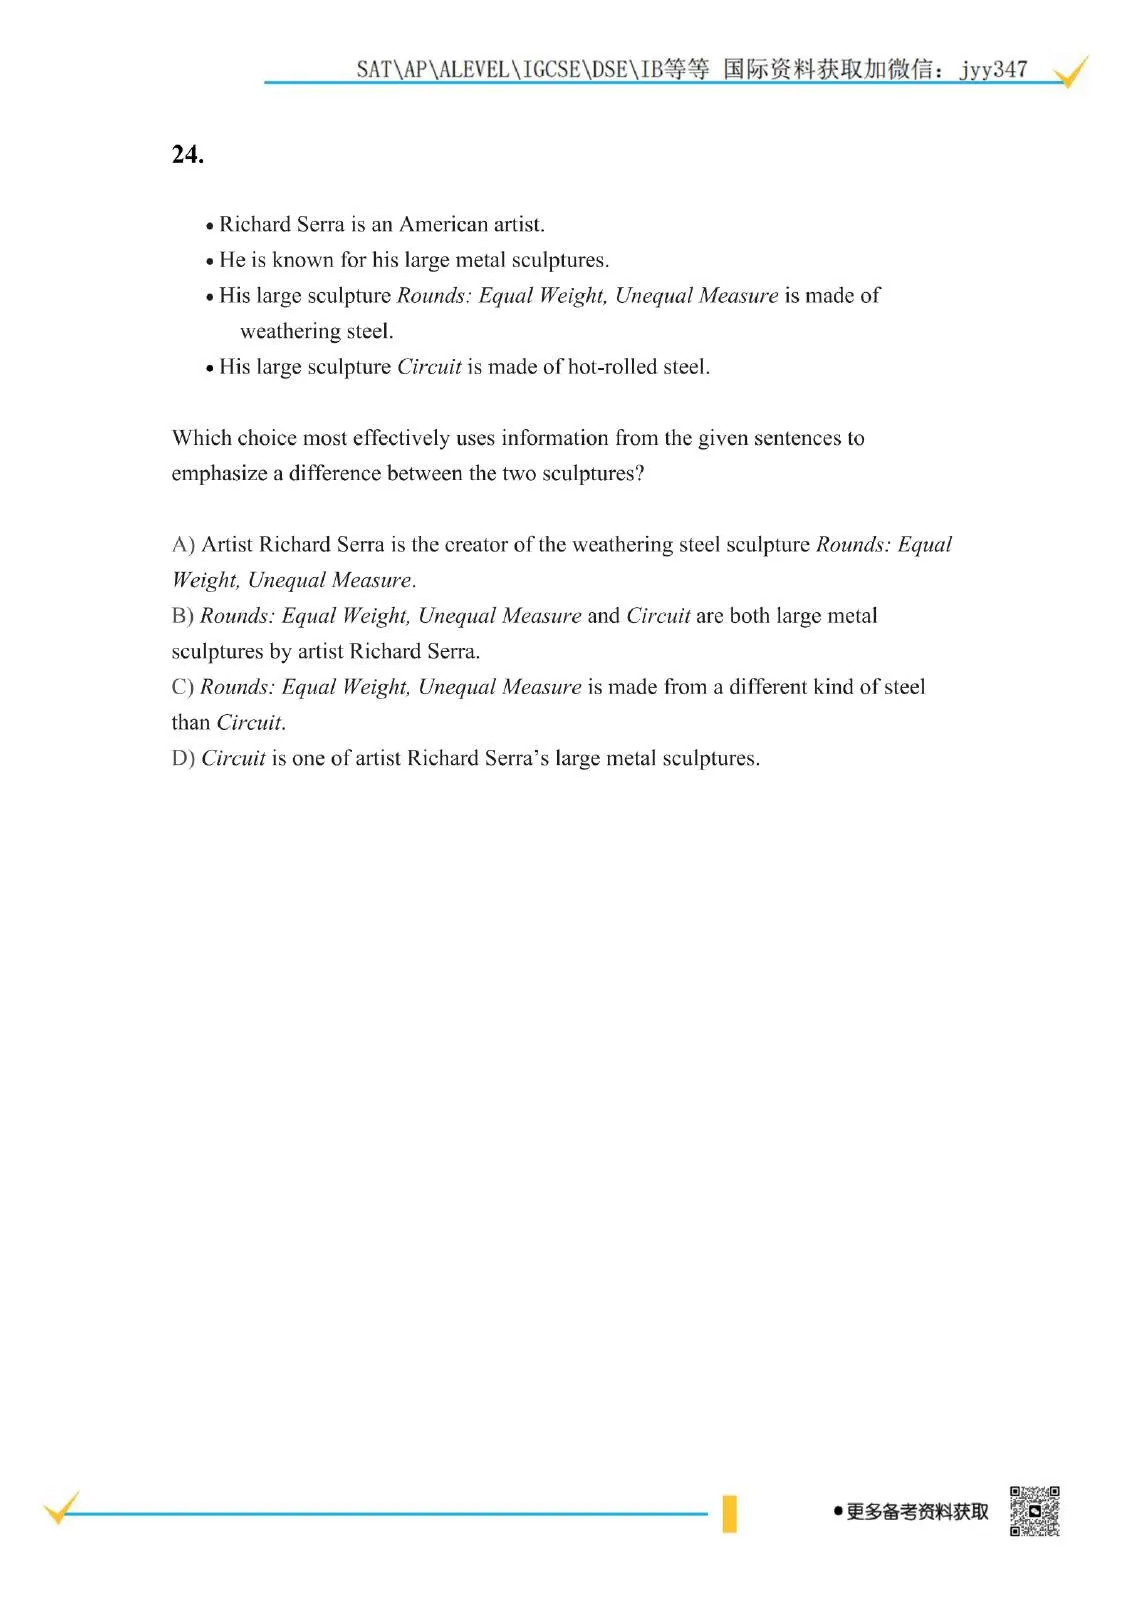 SAT\AP\ALEVEL\IGCSE\DSE\IB等等 国际资料获取加微信：jyy347
24.
• Richard Serra is an American artist.
• He is known for his large metal sculptures.
• His large sculpture Rounds: Equal Weight, Unequal Measure is made of
weathering steel.
• His large sculpture Circuit is made of hot-rolled steel.
Which choice most effectively uses information from the given sentences to
emphasize a difference between the two sculptures?
A) Artist Richard Serra is the creator of the weathering steel sculpture Rounds: Equal
Weight, Unequal Measure.
B) Rounds: Equal Weight, Unequal Measure and Circuit are both large metal
sculptures by artist Richard Serra.
C) Rounds: Equal Weight, Unequal Measure is made from a different kind of steel
than Circuit.
D) Circuit is one of artist Richard Serra’s large metal sculptures.
•更多备考资料获取